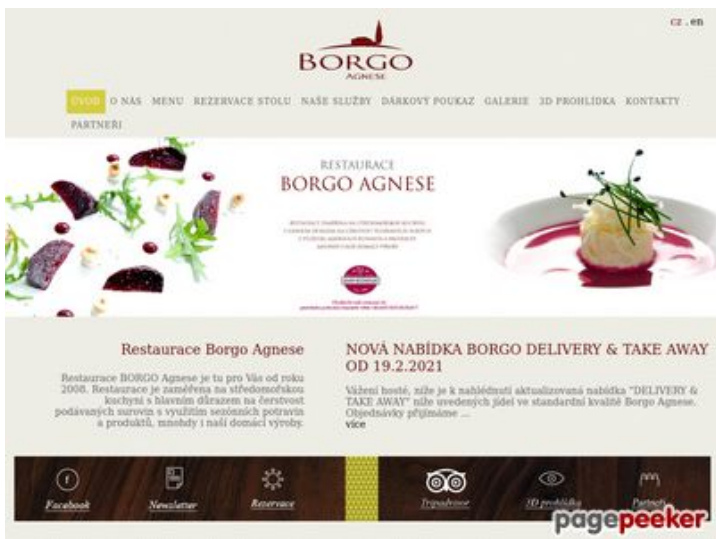 cz . en
BORGO
AGNESE
ÚVOD O NÁS MENU REZERVACE STOLU NAŠE SLUŽBY DÁRKOVÝ POUKAZ GALERIE 3D PROHLÍDKA KONTAKTY
PARTNEŘI
RESTAURACE
BORGO AGNESE
Restaurace Borgo Agnese
Restaurace BORGO Agnese je tu pro Vás od roku
2008. Restaurace je zaměřena na středomořskou
kuchyni s hlavním důrazem na čerstvost
podávaných surovin s využitím sezónních potravin
a produktů, mnohdy i naší domácí výroby.
NOVÁ NABÍDKA BORGO DELIVERY & TAKE AWAY
OD 19.2.2021
Vážení hosté, níže je k nahlédnutí aktualizovaná nabídka "DELIVERY &
TAKE AWAY" níže uvedených jídel ve standardní kvalitě Borgo Agnese.
Objednávky přijímáme ...
více
Facebook Newsletter Rezervace Tripadvisor 3D prohlídka Partneři
pagepeeker